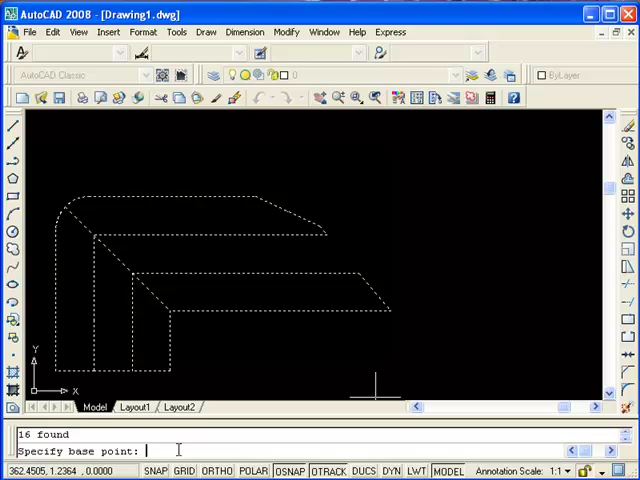 AutoCAD 2008 - [Drawing1.dwg]
File Edit View Insert Format Tools Draw Dimension Modify Window Help Express
AutoCAD Classic 0 ByLayer
Y
X
Model Layout1 Layout2
16 found
Specify base point:
362.4505, 1.2364 , 0.0000 SNAP GRID ORTHO POLAR OSNAP OTRACK DUCS DYN LWT MODEL Annotation Scale: 1:1